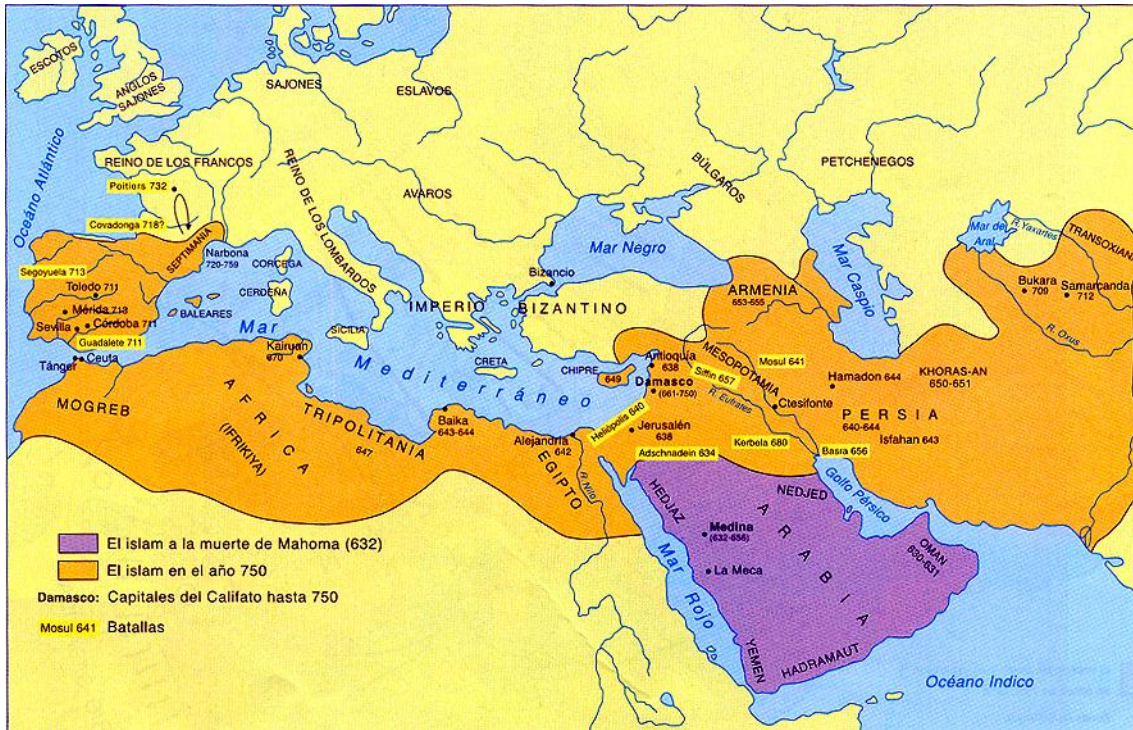 ESCOTOS
ANGLOS
SAJONES
SAJONES
ESLAVOS
Océano Atlántico
REINO DE LOS FRANCOS
Poitiers 732
Covadonga 718?
REINO DE LOS LOMBARDOS
AVAROS
BÚLGAROS
PETCHENEGOS
Mar Negro
Mar Caspio
Mar de
Aral
R. Yaxartes
TRANSOXIANA
SEPTIMANIA
Narbona
720-759
CORCEGA
CERDEÑA
Segoyuela 713
Toledo 711
Mérida 713
Sevilla
Córdoba 711
Guadalete 711
BALEARES
Tánger
Ceuta
Bizancio
IMPERIO BIZANTINO
ARMENIA
653-655
Bukara
709
Samarcanda
712
R. Oxus
Mar Mediterráneo
SICILIA
CRETA
CHIPRE
649
Kairuan
670
Antioquía
638
MESOPOTAMIA
Mosul 641
Siffin 657
Damasco
(661-750)
R. Eufrates
Hamadon 644
KHORAS-AN
650-651
Ctesifonte
PERSIA
640-644
Isfahan 643
MOGREB
AFRICA
(IFRIKIYA)
TRIPOLITANIA
647
Baika
643-644
Alejandría
642
Heliópolis 640
Jerusalén
638
Adschnadein 634
Kerbela 680
Basra 656
EGIPTO
R. Nilo
Golfo Pérsico
HEDJAZ
NEDJED
ARABIA
Medina
(632-656)
La Meca
OMAN
630-631
Mar Rojo
YEMEN
HADRAMAUT
Océano Indico
El islam a la muerte de Mahoma (632)
El islam en el año 750
Damasco: Capitales del Califato hasta 750
Mosul 641 Batallas